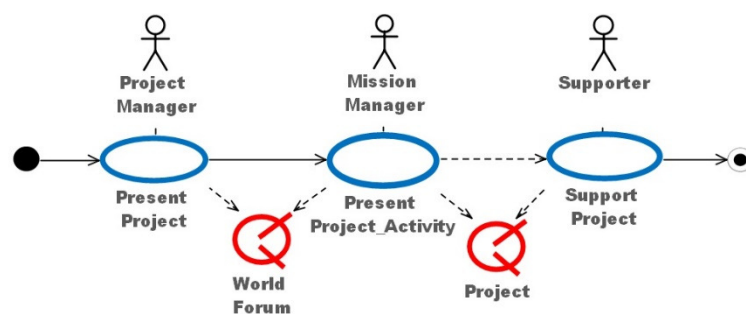 Project
Manager
Mission
Manager
Supporter
Present
Project
Present
Project_Activity
Support
Project
World
Forum
Project